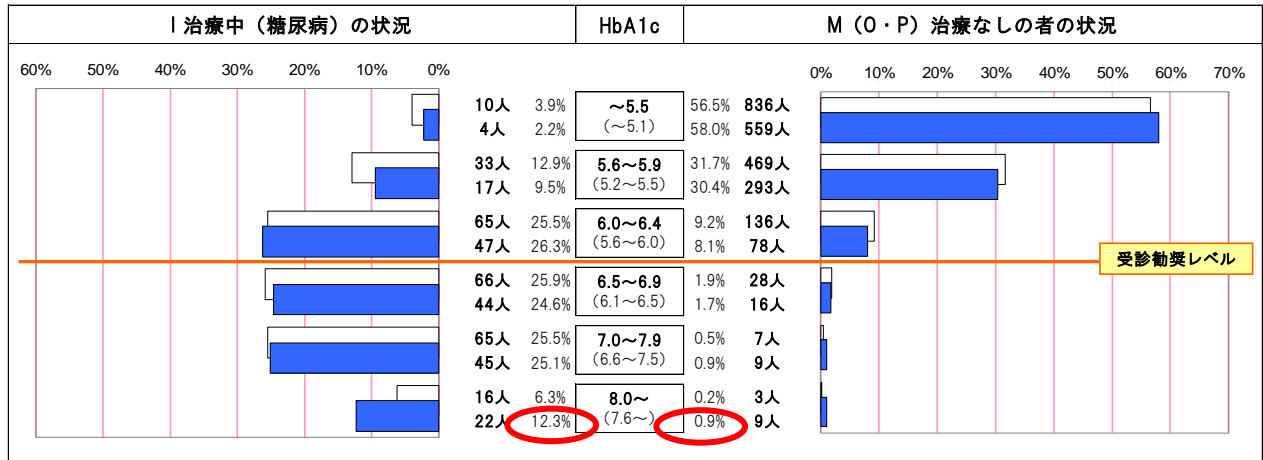 I 治療中（糖尿病）の状況 HbA1c M（O・P）治療なしの者の状況
60% 50% 40% 30% 20% 10% 0% 0% 10% 20% 30% 40% 50% 60% 70%
10人 3.9% ～5.5 56.5% 836人
4人 2.2% (～5.1) 58.0% 559人
33人 12.9% 5.6～5.9 31.7% 469人
17人 9.5% (5.2～5.5) 30.4% 293人
65人 25.5% 6.0～6.4 9.2% 136人
47人 26.3% (5.6～6.0) 8.1% 78人
受診勧奨レベル
66人 25.9% 6.5～6.9 1.9% 28人
44人 24.6% (6.1～6.5) 1.7% 16人
65人 25.5% 7.0～7.9 0.5% 7人
45人 25.1% (6.6～7.5) 0.9% 9人
16人 6.3% 8.0～ 0.2% 3人
22人 12.3% (7.6～) 0.9% 9人